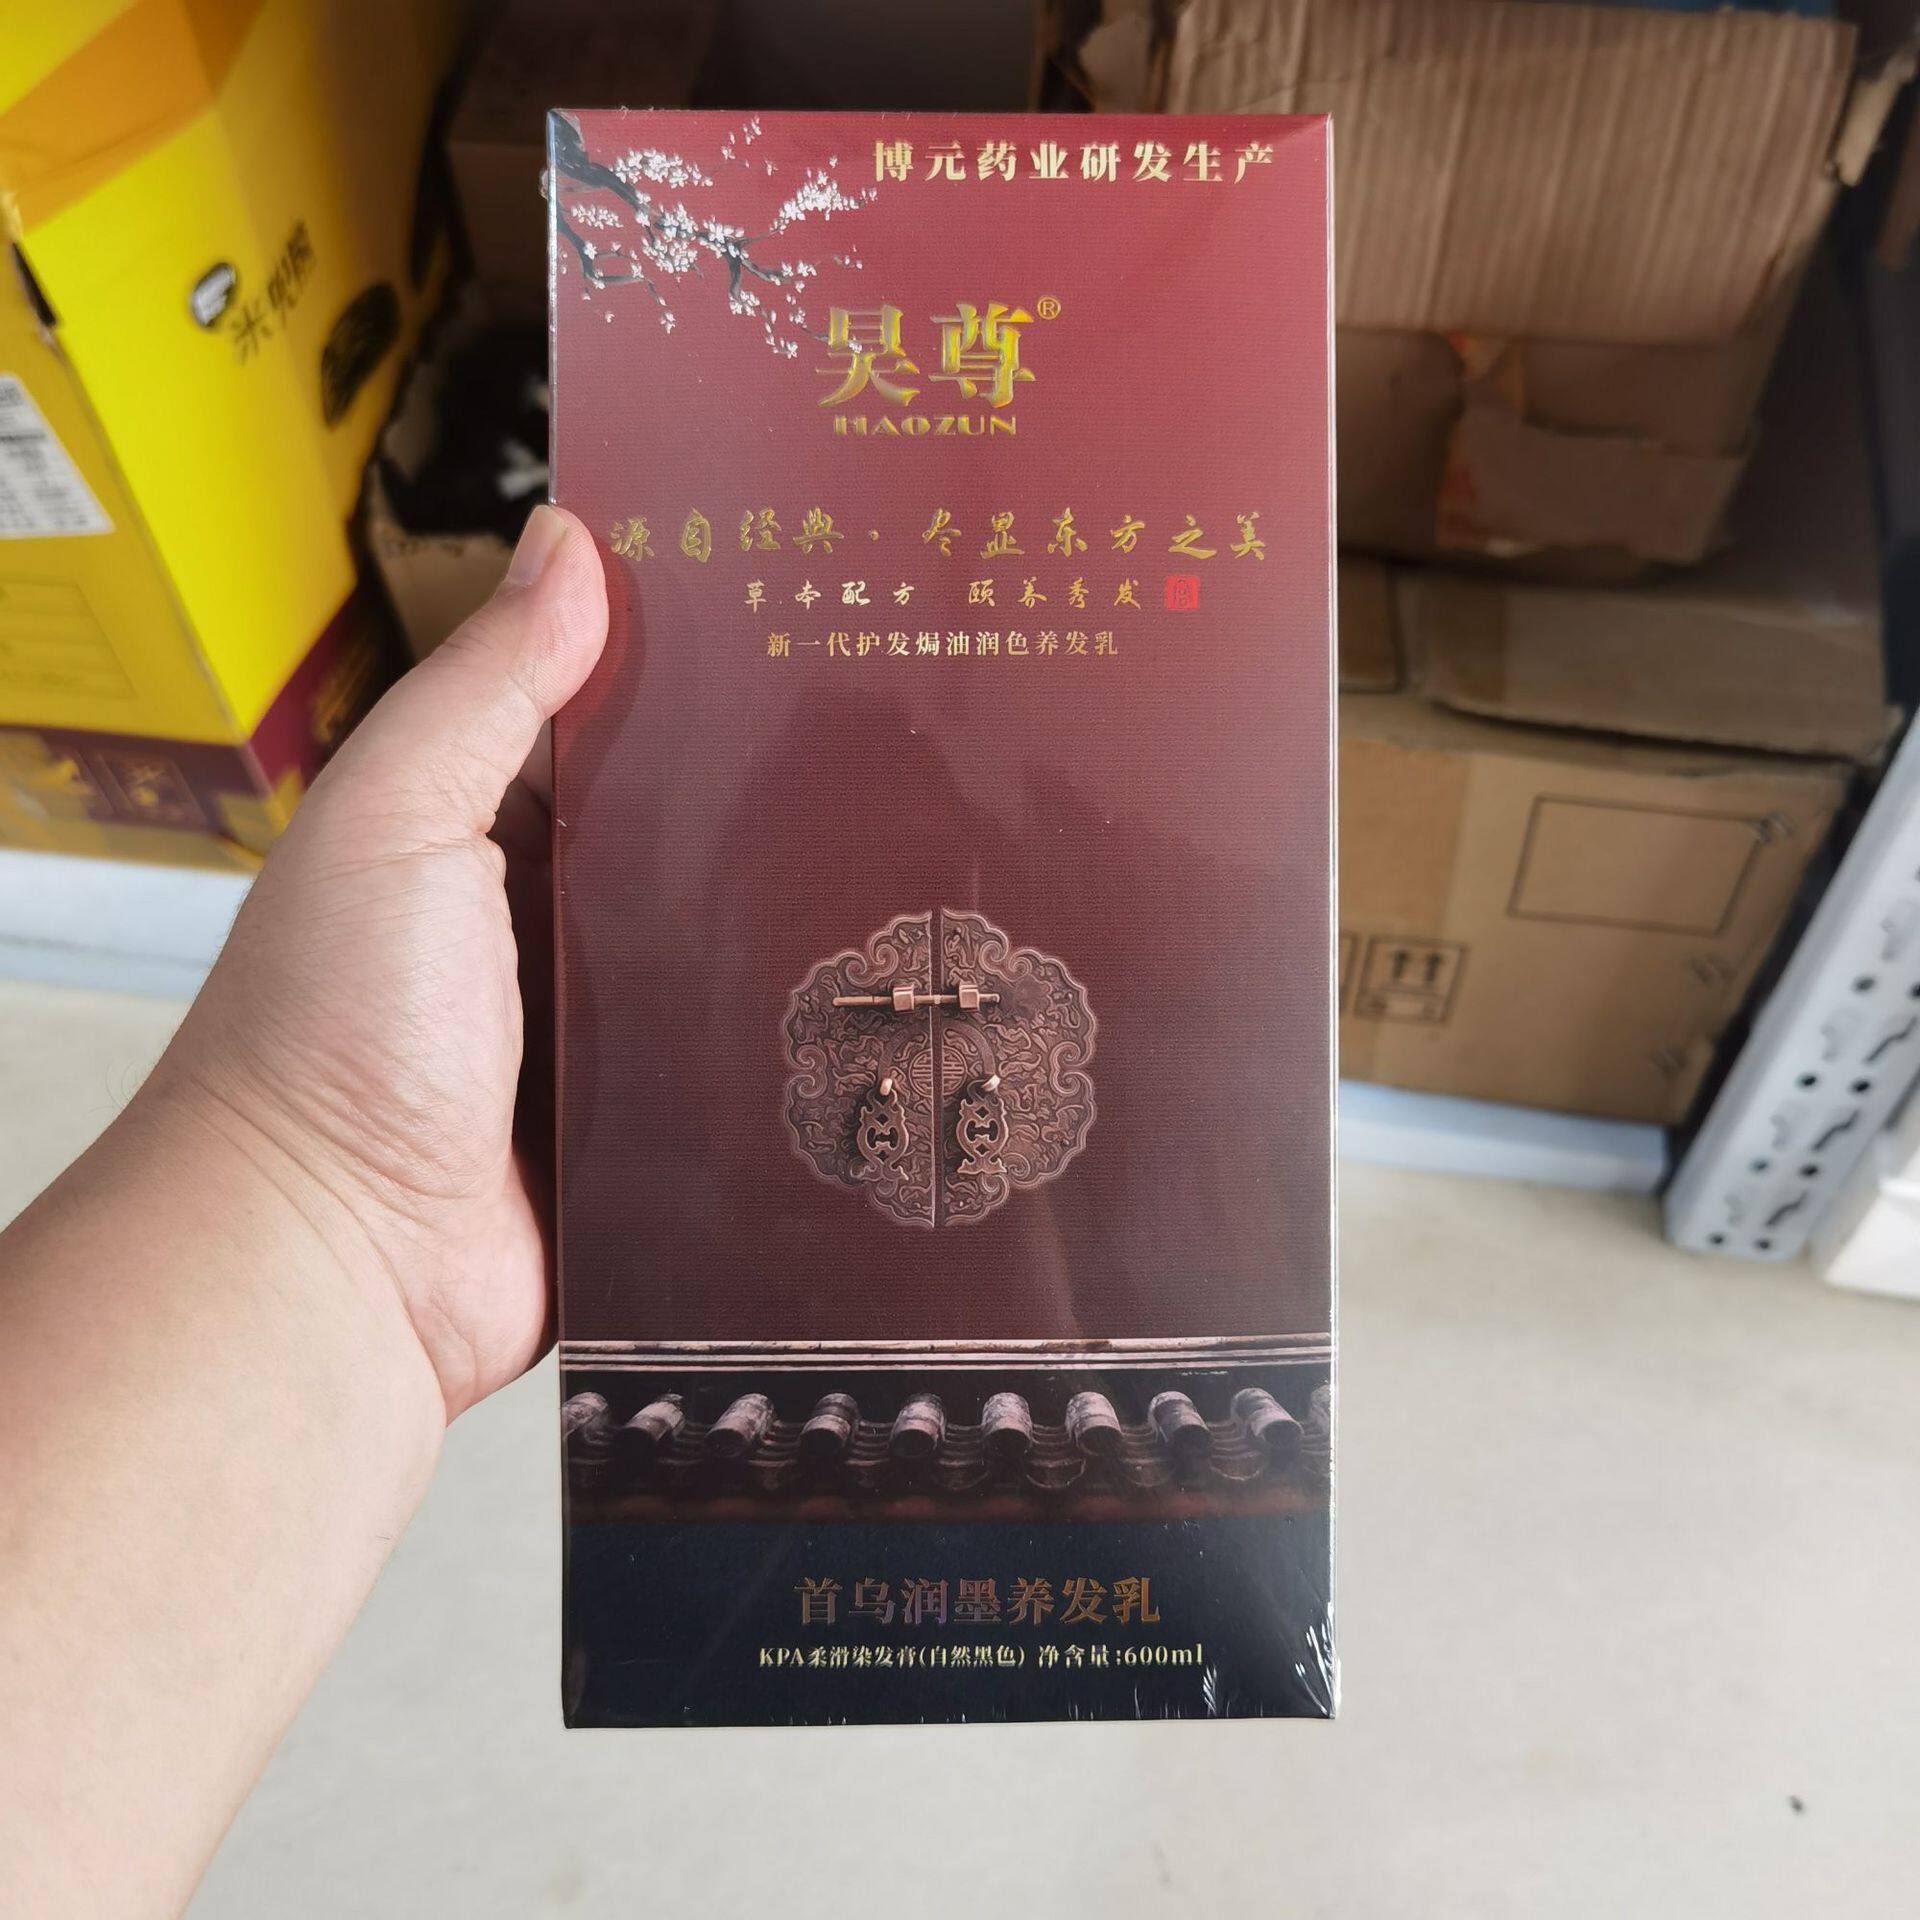 博元药业研发生产
昊尊®
HAOZUN
源自经典·尽显东方之美
草本配方 颐养秀发
新一代护发焗油润色养发乳
首乌润墨养发乳
KPA柔滑染发膏(自然黑色) 净含量:600ml